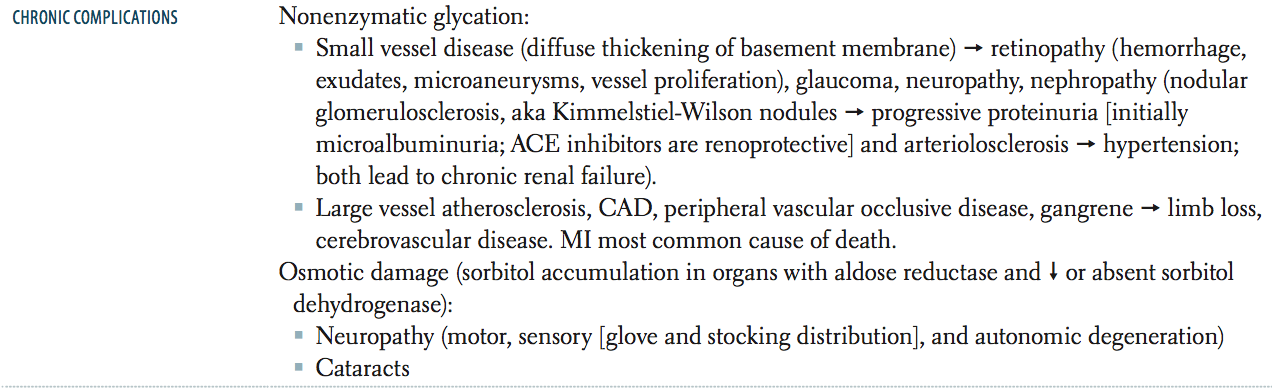 CHRONIC COMPLICATIONS
Nonenzymatic glycation:
▪ Small vessel disease (diffuse thickening of basement membrane) → retinopathy (hemorrhage,
exudates, microaneurysms, vessel proliferation), glaucoma, neuropathy, nephropathy (nodular
glomerulosclerosis, aka Kimmelstiel-Wilson nodules → progressive proteinuria [initially
microalbuminuria; ACE inhibitors are renoprotective] and arteriolosclerosis → hypertension;
both lead to chronic renal failure).
▪ Large vessel atherosclerosis, CAD, peripheral vascular occlusive disease, gangrene → limb loss,
cerebrovascular disease. MI most common cause of death.
Osmotic damage (sorbitol accumulation in organs with aldose reductase and ↓ or absent sorbitol
dehydrogenase):
▪ Neuropathy (motor, sensory [glove and stocking distribution], and autonomic degeneration)
▪ Cataracts